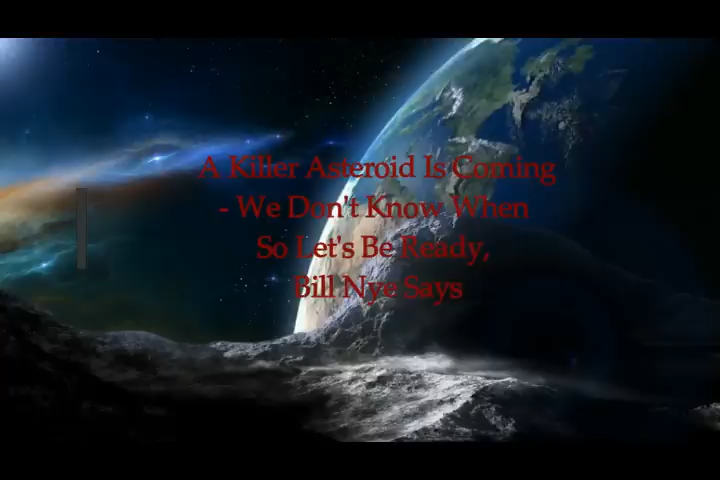 A Killer Asteroid Is Coming
- We Don't Know When
So Let's Be Ready,
Bill Nye Says